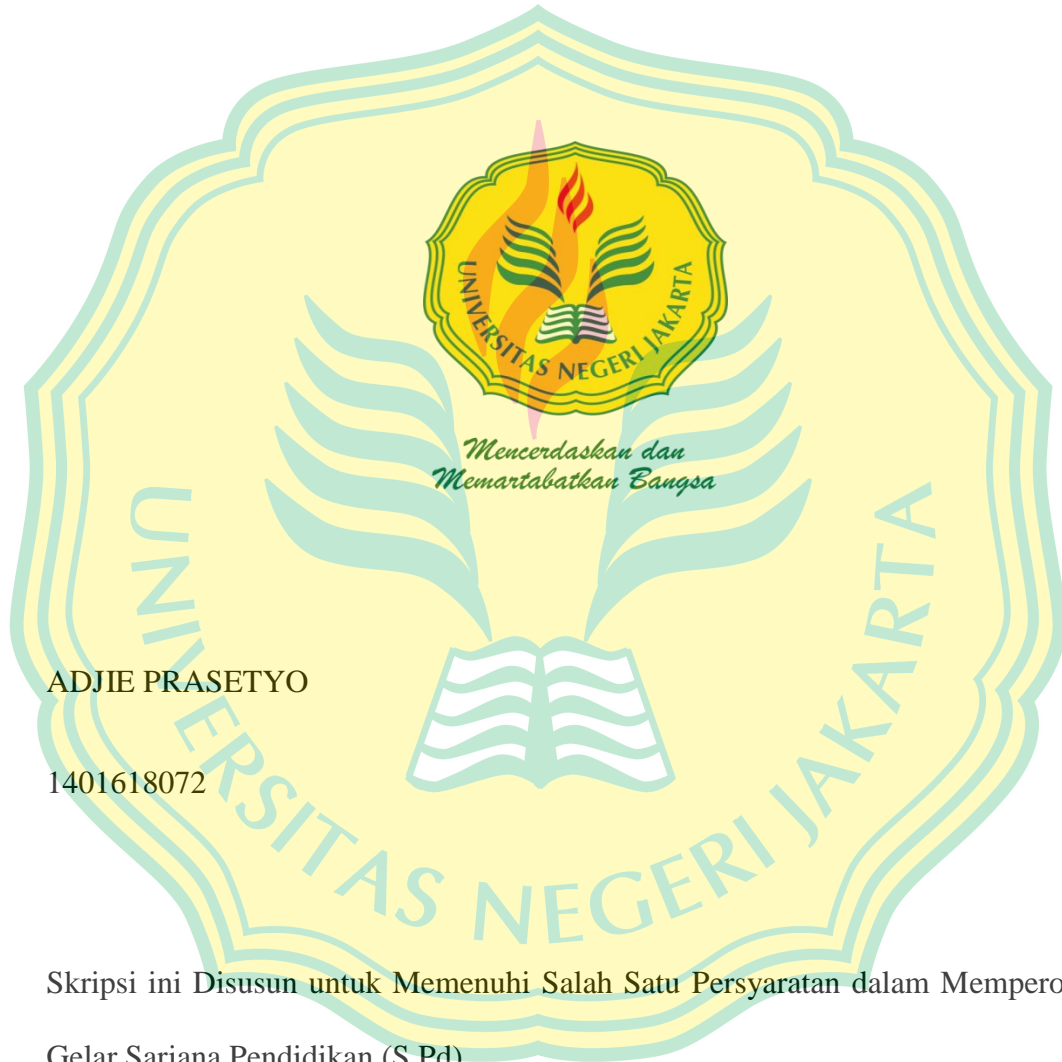 UNIVERSITAS NEGERI JAKARTA
Mencerdaskan dan
Memartabatkan Bangsa
UNIVERSITAS NEGERI JAKARTA
ADJIE PRASETYO
1401618072
Skripsi ini Disusun untuk Memenuhi Salah Satu Persyaratan dalam Mempero
Gelar Sarjana Pendidikan (S.Pd)